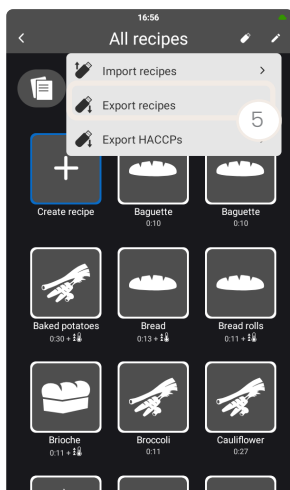 16:56
All recipes
Import recipes
Export recipes
5
Export HACCPs
Create recipe
Baguette
0:10
Baguette
0:10
Baked potatoes
0:30 +
Bread
0:13 +
Bread rolls
0:11 +
Brioche
0:11 +
Broccoli
0:11
Cauliflower
0:27